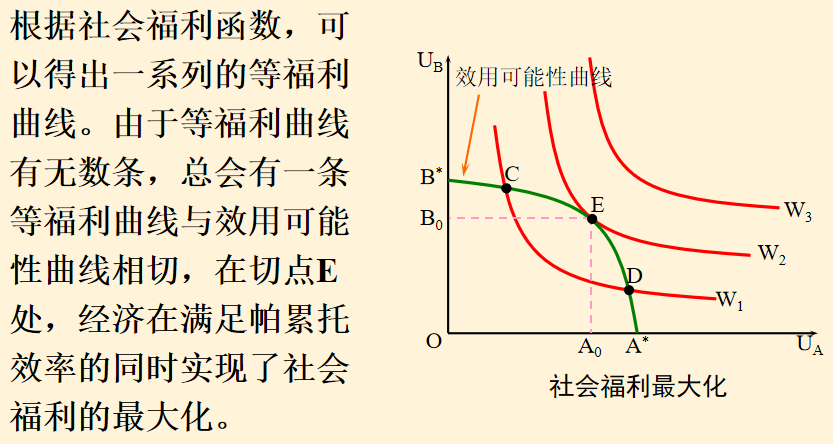 根据社会福利函数，可
以得出一系列的等福利
曲线。由于等福利曲线
有无数条，总会有一条
等福利曲线与效用可能
性曲线相切，在切点E
处，经济在满足帕累托
效率的同时实现了社会
福利的最大化。
U_B
效用可能性曲线
B*
C
B₀
E
W₃
W₂
D
W₁
O
A₀
A*
U_A
社会福利最大化